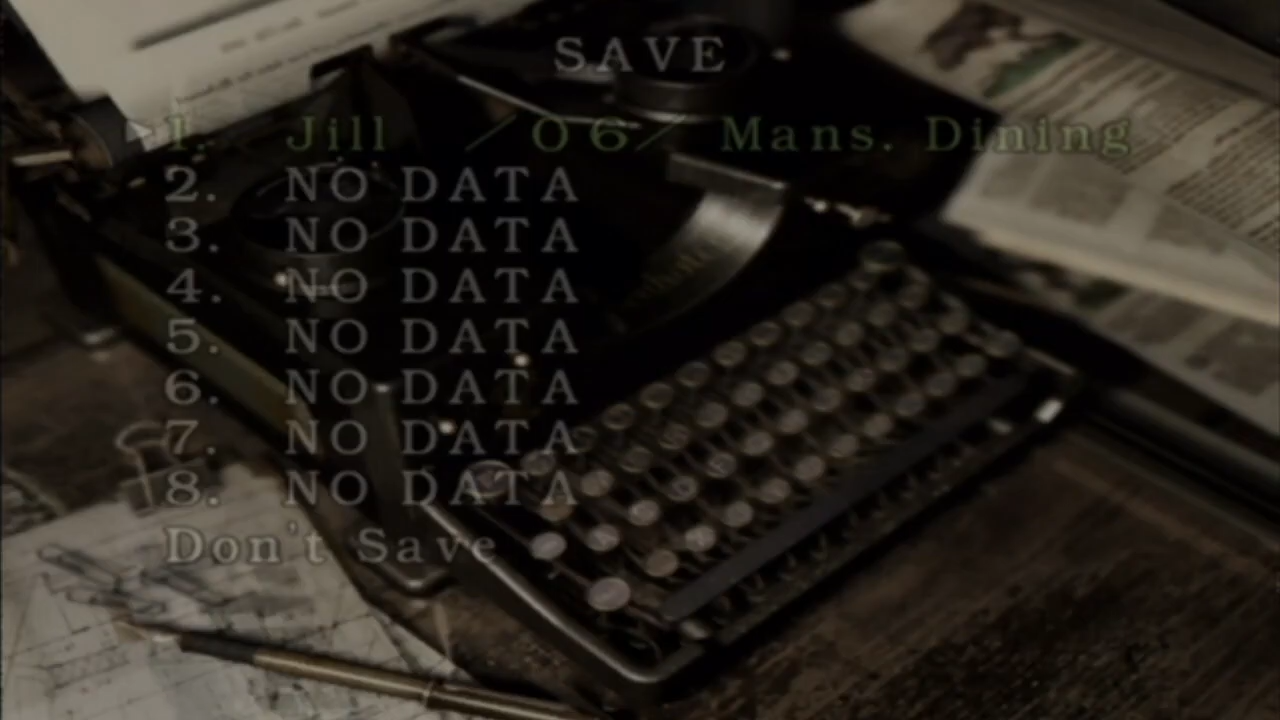 SAVE
1. Jill /06/ Mans. Dining
2. NO DATA
3. NO DATA
4. NO DATA
5. NO DATA
6. NO DATA
7. NO DATA
8. NO DATA
Don't Save